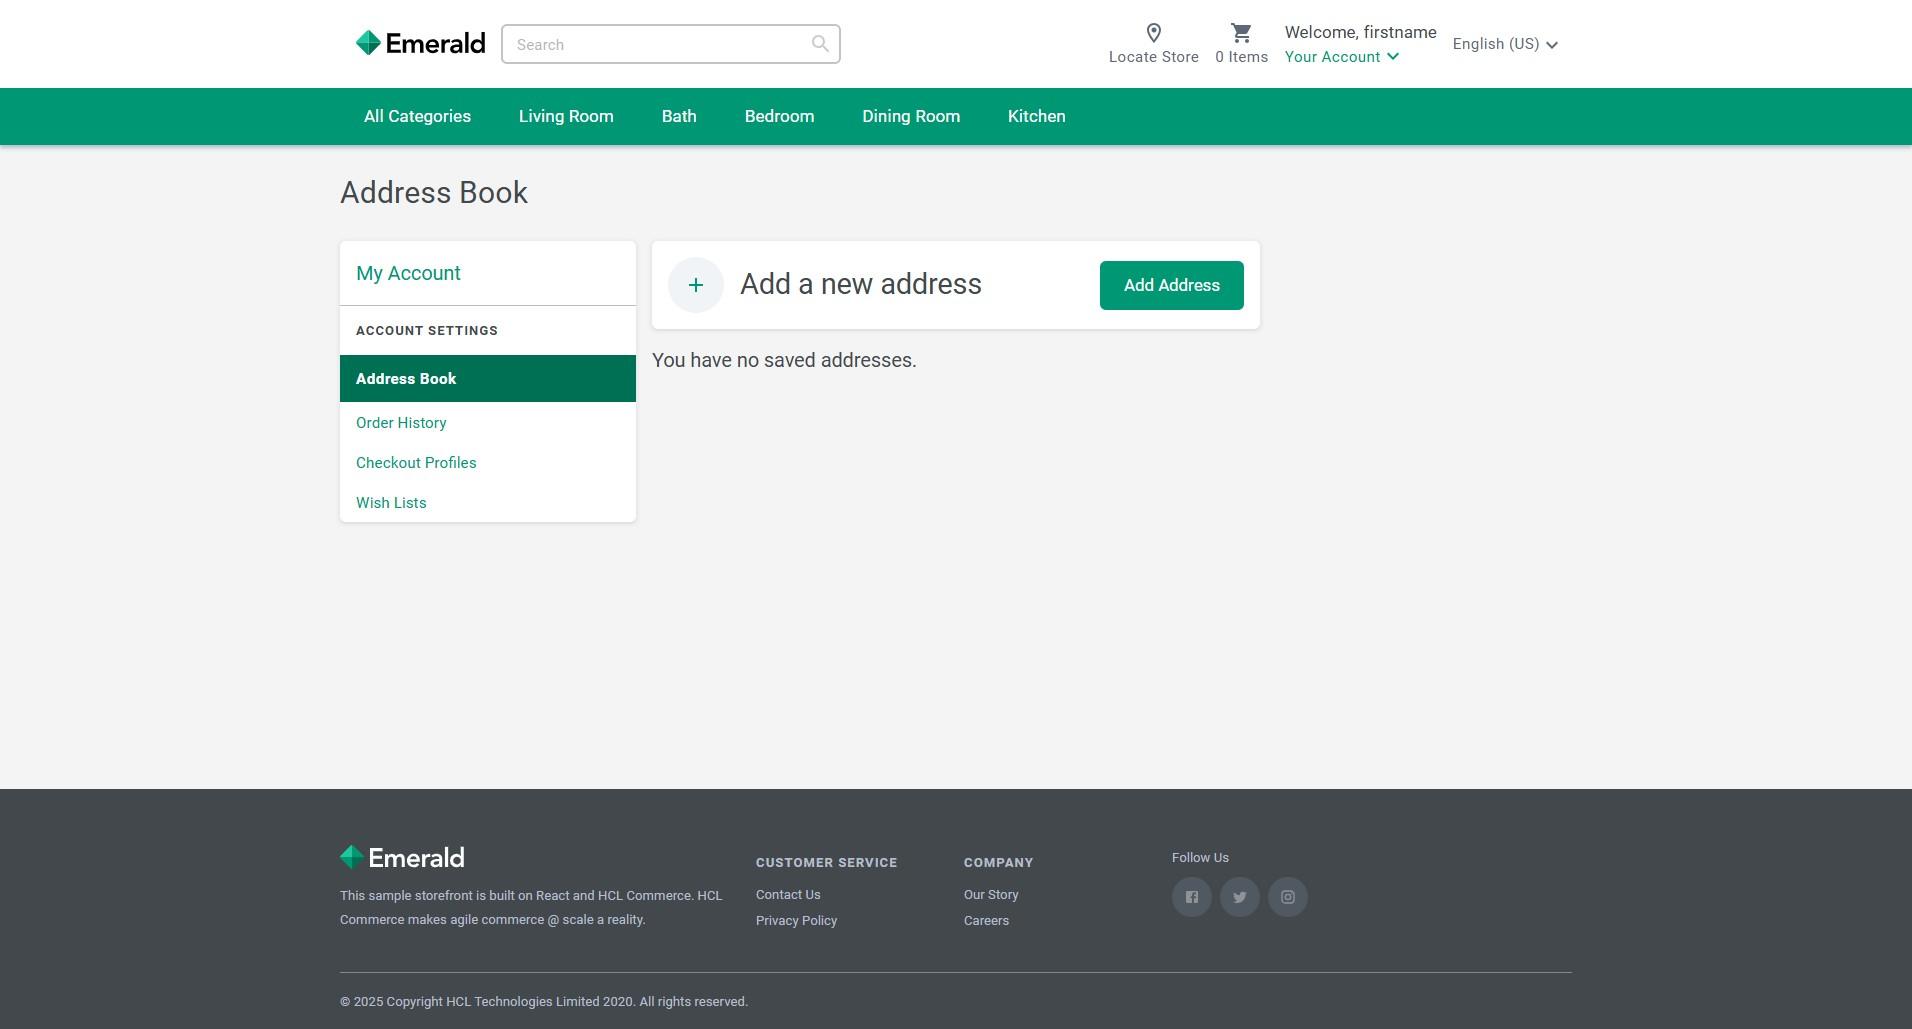 Emerald
Search
Locate Store
0 Items
Welcome, firstname
Your Account
English (US)
All Categories
Living Room
Bath
Bedroom
Dining Room
Kitchen
Address Book
My Account
ACCOUNT SETTINGS
Address Book
Order History
Checkout Profiles
Wish Lists
Add a new address
Add Address
You have no saved addresses.
Emerald
This sample storefront is built on React and HCL Commerce. HCL
Commerce makes agile commerce @ scale a reality.
CUSTOMER SERVICE
Contact Us
Privacy Policy
COMPANY
Our Story
Careers
Follow Us
© 2025 Copyright HCL Technologies Limited 2020. All rights reserved.